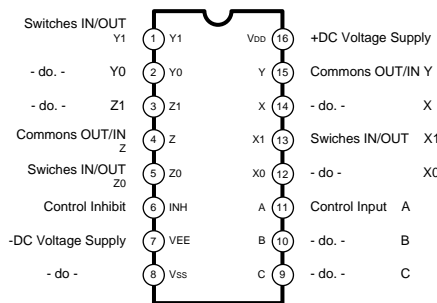 Switches IN/OUT
Y1 1 Y1 VDD 16 +DC Voltage Supply
- do. - Y0 2 Y0 Y 15 Commons OUT/IN Y
- do. - Z1 3 Z1 X 14 - do. - X
Commons OUT/IN
Z 4 Z X1 13 Swiches IN/OUT X1
Swiches IN/OUT
Z0 5 Z0 X0 12 - do - X0
Control Inhibit 6 INH A 11 Control Input A
-DC Voltage Supply 7 VEE B 10 - do. - B
- do - 8 Vss C 9 - do. - C